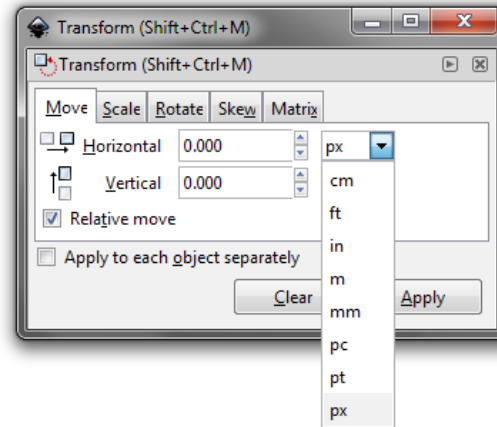 Transform (Shift+Ctrl+M)
Transform (Shift+Ctrl+M)
Move Scale Rotate Skew Matrix
Horizontal 0.000 px
Vertical 0.000
Relative move
Apply to each object separately
Clear Apply
cm
ft
in
m
mm
pc
pt
px